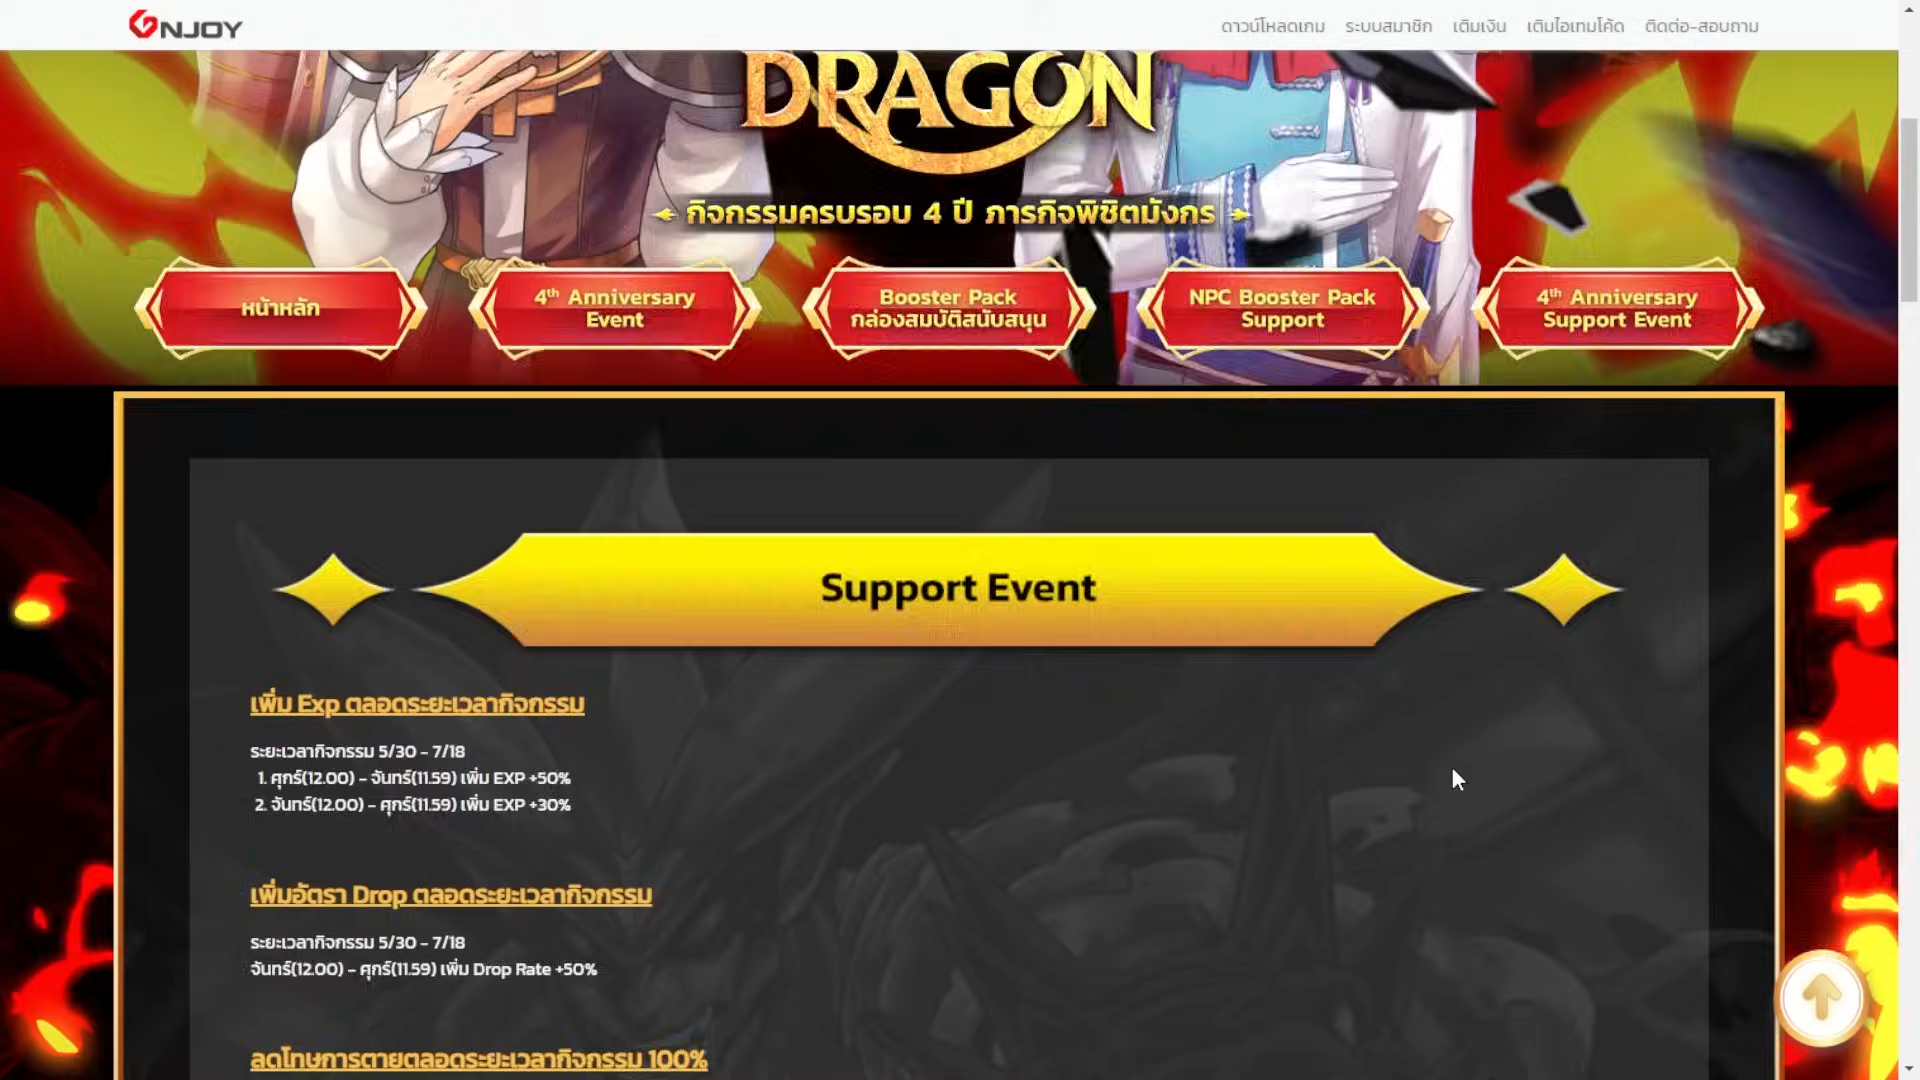 GNJOY
ดาวน์โหลดเกม ระบบสมาชิก เติมเงิน เติมไอเทมโค้ด ติดต่อ-สอบถาม
DRAGON
กิจกรรมครบรอบ 4 ปี ภารกิจพิชิตมังกร
หน้าหลัก
4th Anniversary
Event
Booster Pack
กล่องสมบัติสนับสนุน
NPC Booster Pack
Support
4th Anniversary
Support Event
Support Event
เพิ่ม Exp ตลอดระยะเวลากิจกรรม
ระยะเวลากิจกรรม 5/30 - 7/18
1. ศุกร์(12.00) - จันทร์(11.59) เพิ่ม EXP +50%
2. จันทร์(12.00) - ศุกร์(11.59) เพิ่ม EXP +30%
เพิ่มอัตรา Drop ตลอดระยะเวลากิจกรรม
ระยะเวลากิจกรรม 5/30 - 7/18
จันทร์(12.00) - ศุกร์(11.59) เพิ่ม Drop Rate +50%
ลดโทษการตายตลอดระยะเวลากิจกรรม 100%